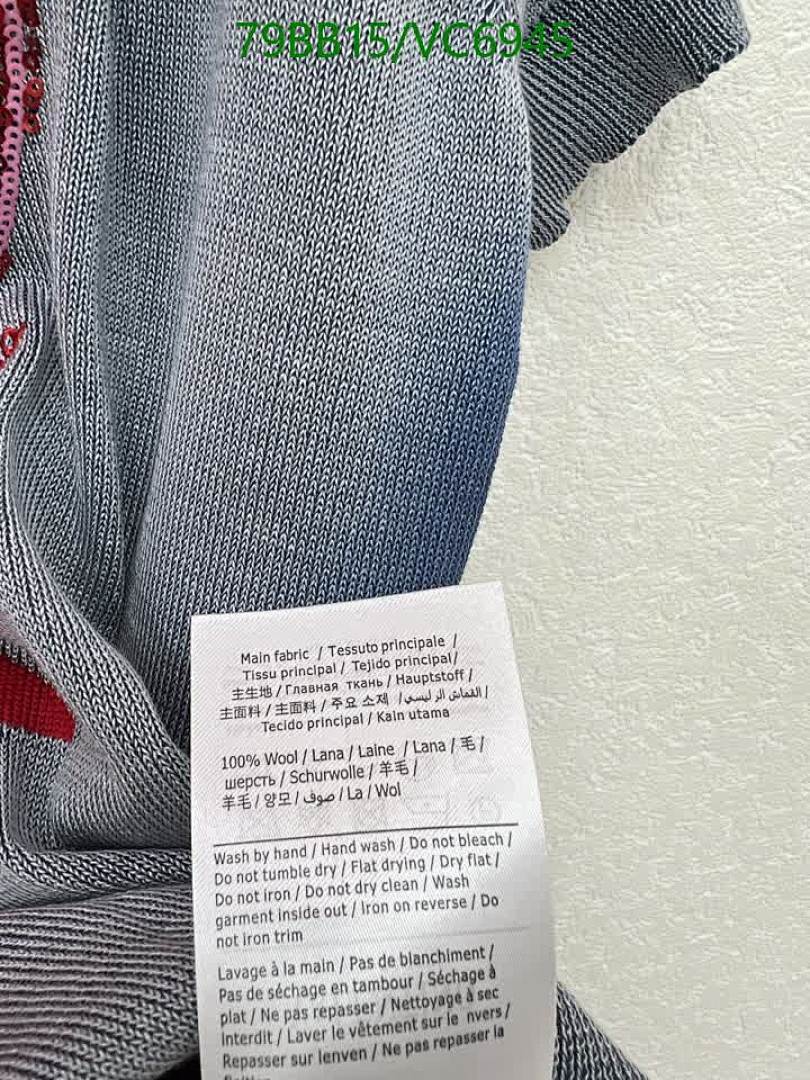 79BB15/VC6945
Main fabric / Tessuto principale /
Tissu principal / Tejido principal/
主生地 / Главная ткань / Hauptstoff /
主面料 / 主面料 / 주요 소재 / القماش الرئيسي /
Tecido principal / Kain utama
100% Wool / Lana / Laine / Lana / 毛 /
шерсть / Schurwolle / 羊毛 /
羊毛 / 양모 / صوف / La / Wol
Wash by hand / Hand wash / Do not bleach /
Do not tumble dry / Flat drying / Dry flat /
Do not iron / Do not dry clean / Wash
garment inside out / Iron on reverse / Do
not iron trim
Lavage à la main / Pas de blanchiment /
Pas de séchage en tambour / Séchage à
plat / Ne pas repasser / Nettoyage à sec
Interdit / Laver le vêtement sur le nvers /
Repasser sur lenven / Ne pas repasser la